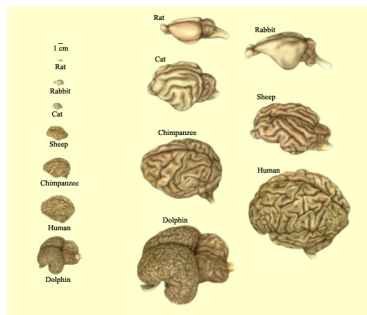 1 cm
Rat
Rabbit
Cat
Sheep
Chimpanzee
Human
Dolphin
Rat
Rabbit
Cat
Sheep
Chimpanzee
Human
Dolphin